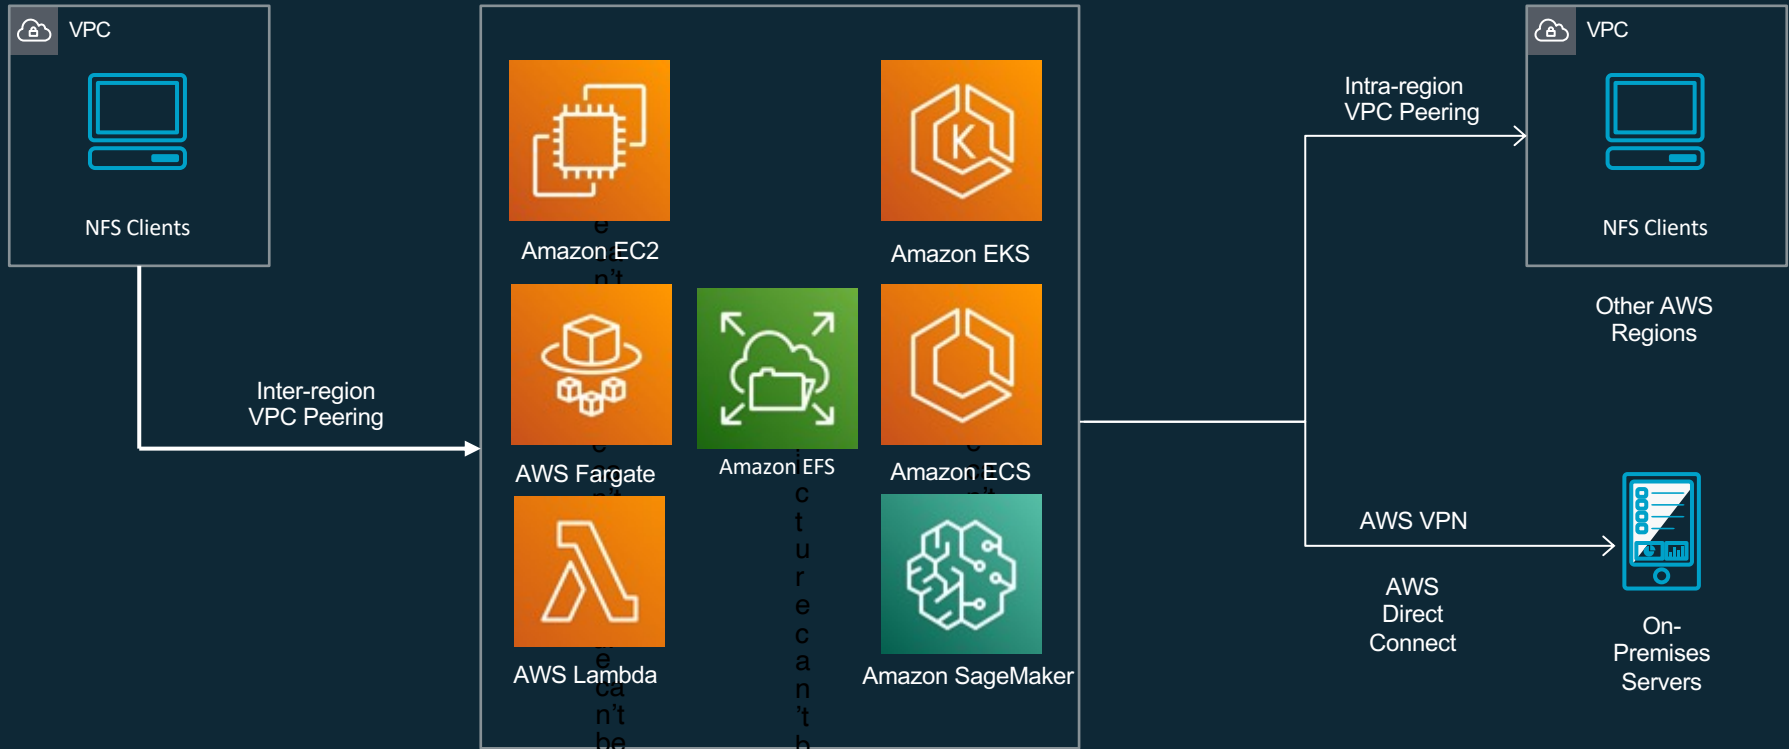 VPC
NFS Clients
Inter-region
VPC Peering
Amazon EC2
Amazon EKS
AWS Fargate
Amazon EFS
Amazon ECS
AWS Lambda
Amazon SageMaker
Intra-region
VPC Peering
VPC
NFS Clients
Other AWS
Regions
AWS VPN
AWS
Direct
Connect
On-
Premises
Servers